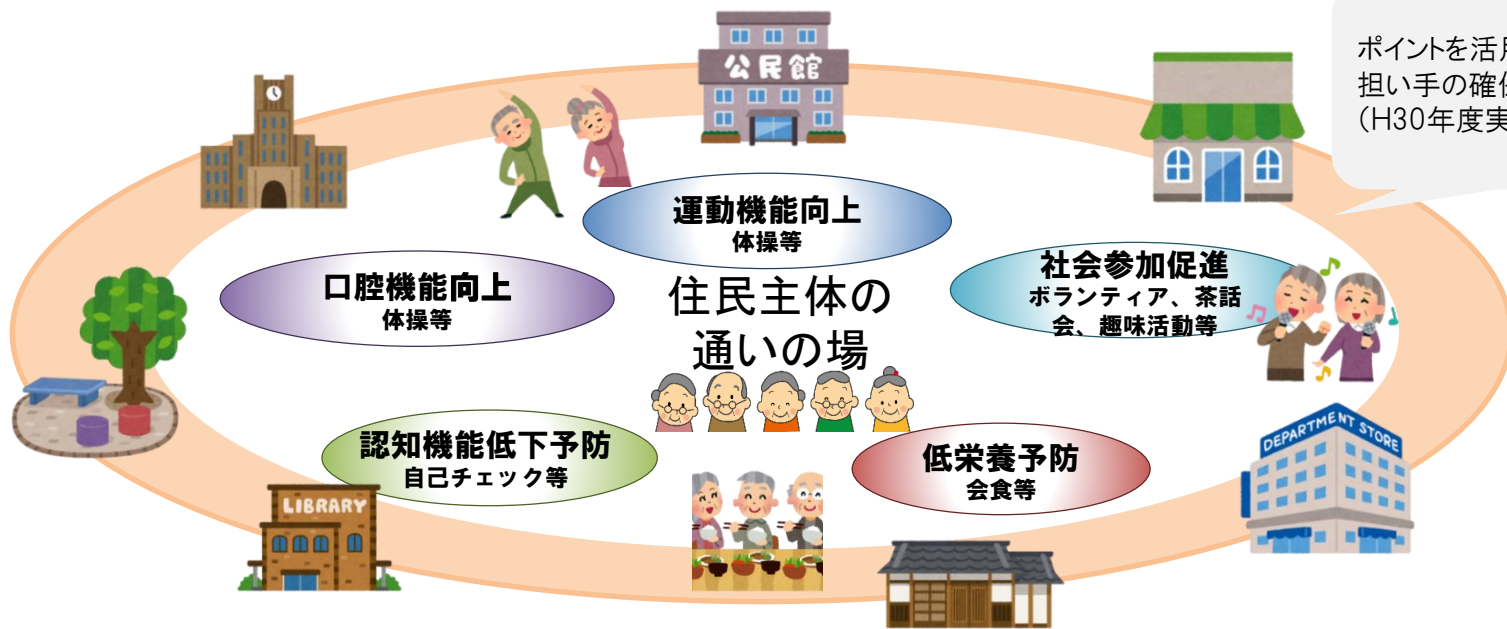 公民館
ポイントを活
担い手の確
（H30年度実
運動機能向上
体操等
口腔機能向上
体操等
住民主体の
通いの場
社会参加促進
ボランティア、茶話
会、趣味活動等
認知機能低下予防
自己チェック等
低栄養予防
会食等
DEPARTMENT STORE
LIBRARY